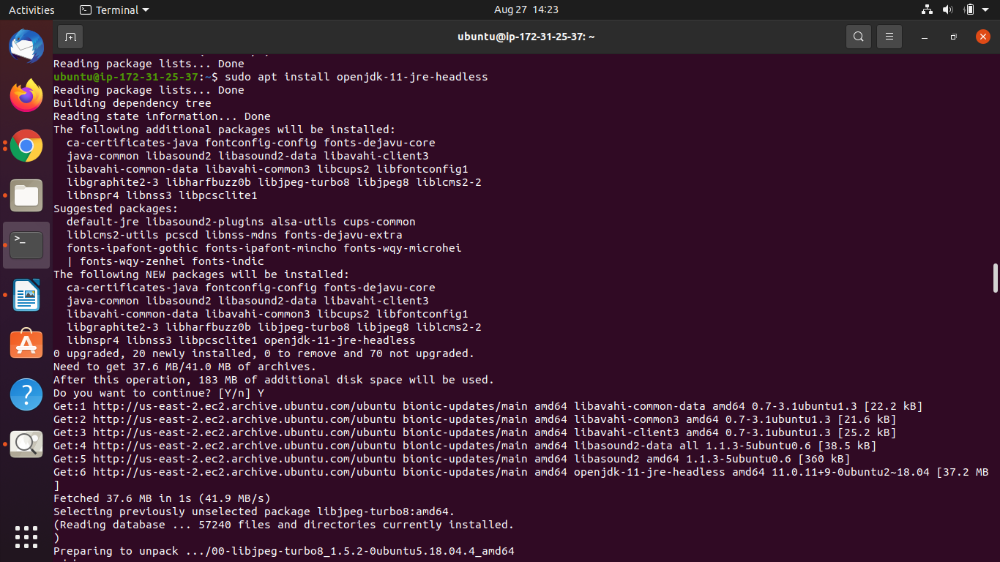 Activities
Terminal
Aug 27 14:23
ubuntu@ip-172-31-25-37: ~
Reading package lists... Done
ubuntu@ip-172-31-25-37:~$ sudo apt install openjdk-11-jre-headless
Reading package lists... Done
Building dependency tree
Reading state information... Done
The following additional packages will be installed:
  ca-certificates-java fontconfig-config fonts-dejavu-core
  java-common libasound2 libasound2-data libavahi-client3
  libavahi-common-data libavahi-common3 libcups2 libfontconfig1
  libgraphite2-3 libharfbuzz0b libjpeg-turbo8 libjpeg8 liblcms2-2
  libnspr4 libnss3 libpcsclite1
Suggested packages:
  default-jre libasound2-plugins alsa-utils cups-common
  liblcms2-utils pcscd libnss-mdns fonts-dejavu-extra
  fonts-ipafont-gothic fonts-ipafont-mincho fonts-wqy-microhei
  | fonts-wqy-zenhei fonts-indic
The following NEW packages will be installed:
  ca-certificates-java fontconfig-config fonts-dejavu-core
  java-common libasound2 libasound2-data libavahi-client3
  libavahi-common-data libavahi-common3 libcups2 libfontconfig1
  libgraphite2-3 libharfbuzz0b libjpeg-turbo8 libjpeg8 liblcms2-2
  libnspr4 libnss3 libpcsclite1 openjdk-11-jre-headless
0 upgraded, 20 newly installed, 0 to remove and 70 not upgraded.
Need to get 37.6 MB/41.0 MB of archives.
After this operation, 183 MB of additional disk space will be used.
Do you want to continue? [Y/n] Y
Get:1 http://us-east-2.ec2.archive.ubuntu.com/ubuntu bionic-updates/main amd64 libavahi-common-data amd64 0.7-3.1ubuntu1.3 [22.2 kB]
Get:2 http://us-east-2.ec2.archive.ubuntu.com/ubuntu bionic-updates/main amd64 libavahi-common3 amd64 0.7-3.1ubuntu1.3 [21.6 kB]
Get:3 http://us-east-2.ec2.archive.ubuntu.com/ubuntu bionic-updates/main amd64 libavahi-client3 amd64 0.7-3.1ubuntu1.3 [25.2 kB]
Get:4 http://us-east-2.ec2.archive.ubuntu.com/ubuntu bionic-updates/main amd64 libasound2-data all 1.1.3-5ubuntu0.6 [38.5 kB]
Get:5 http://us-east-2.ec2.archive.ubuntu.com/ubuntu bionic-updates/main amd64 libasound2 amd64 1.1.3-5ubuntu0.6 [360 kB]
Get:6 http://us-east-2.ec2.archive.ubuntu.com/ubuntu bionic-updates/main amd64 openjdk-11-jre-headless amd64 11.0.11+9-0ubuntu2~18.04 [37.2 MB
]
Fetched 37.6 MB in 1s (41.9 MB/s)
Selecting previously unselected package libjpeg-turbo8:amd64.
(Reading database ... 57240 files and directories currently installed.
)
Preparing to unpack .../00-libjpeg-turbo8_1.5.2-0ubuntu5.18.04.4_amd64